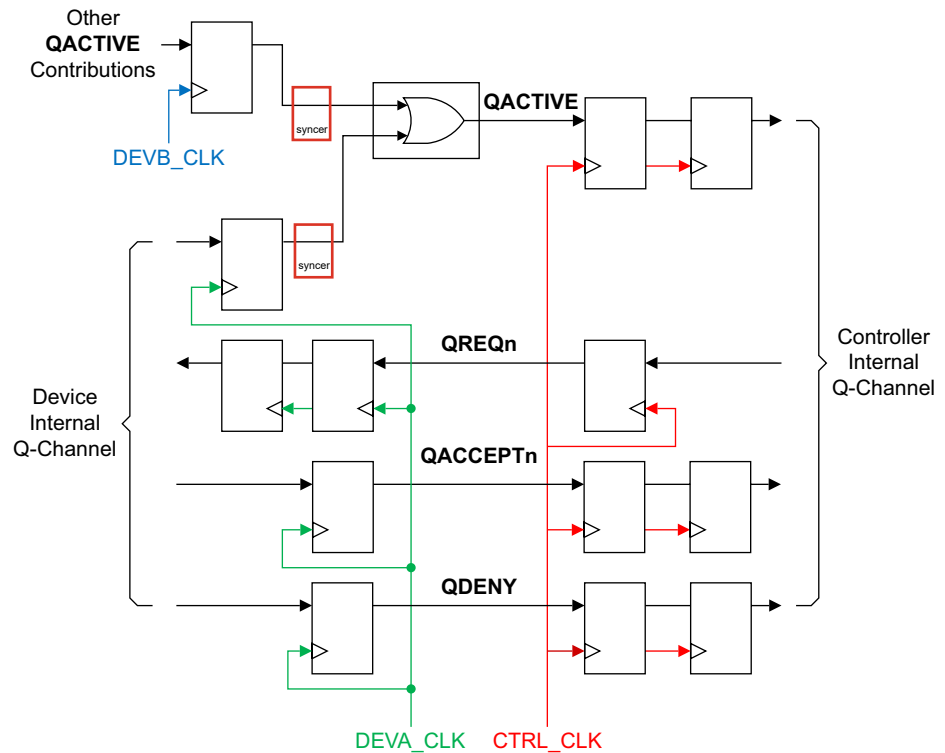 Other
QACTIVE
Contributions
syncer
QACTIVE
DEVB_CLK
syncer
QREQn
Controller
Internal
Q-Channel
Device
Internal
Q-Channel
QACCEPTn
QDENY
DEVA_CLK
CTRL_CLK